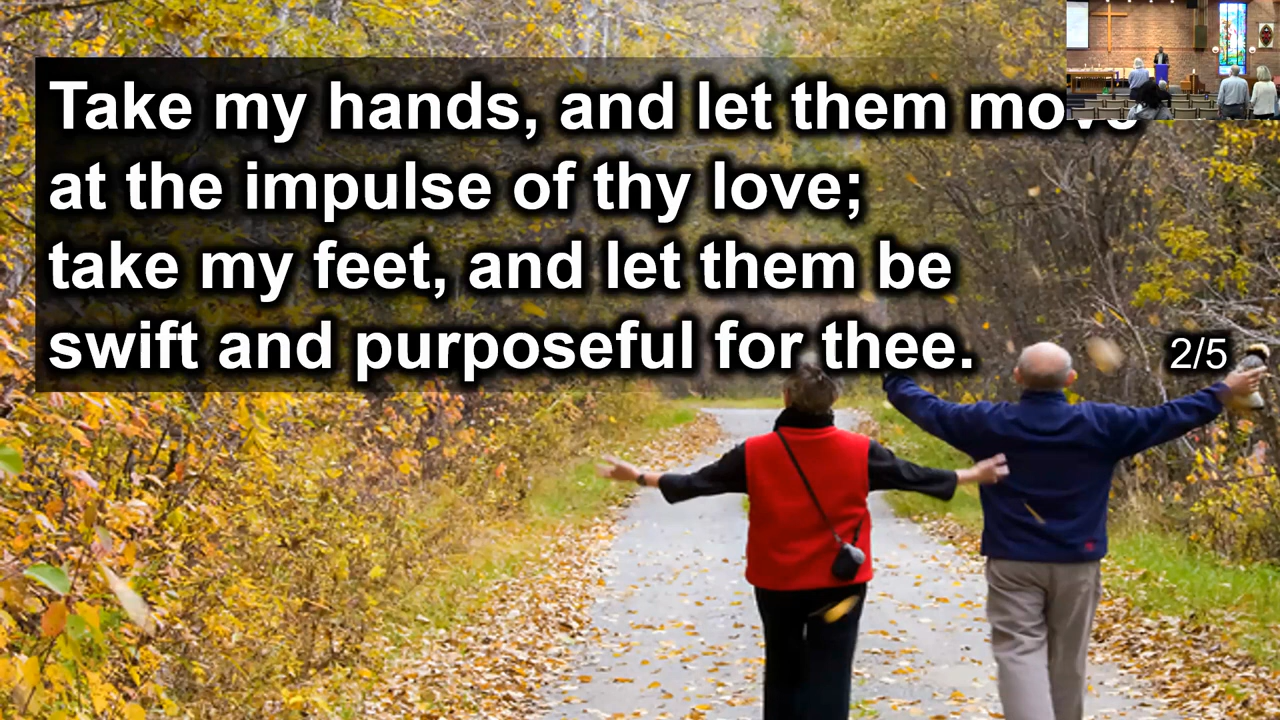 Take my hands, and let them move
at the impulse of thy love;
take my feet, and let them be
swift and purposeful for thee.
2/5